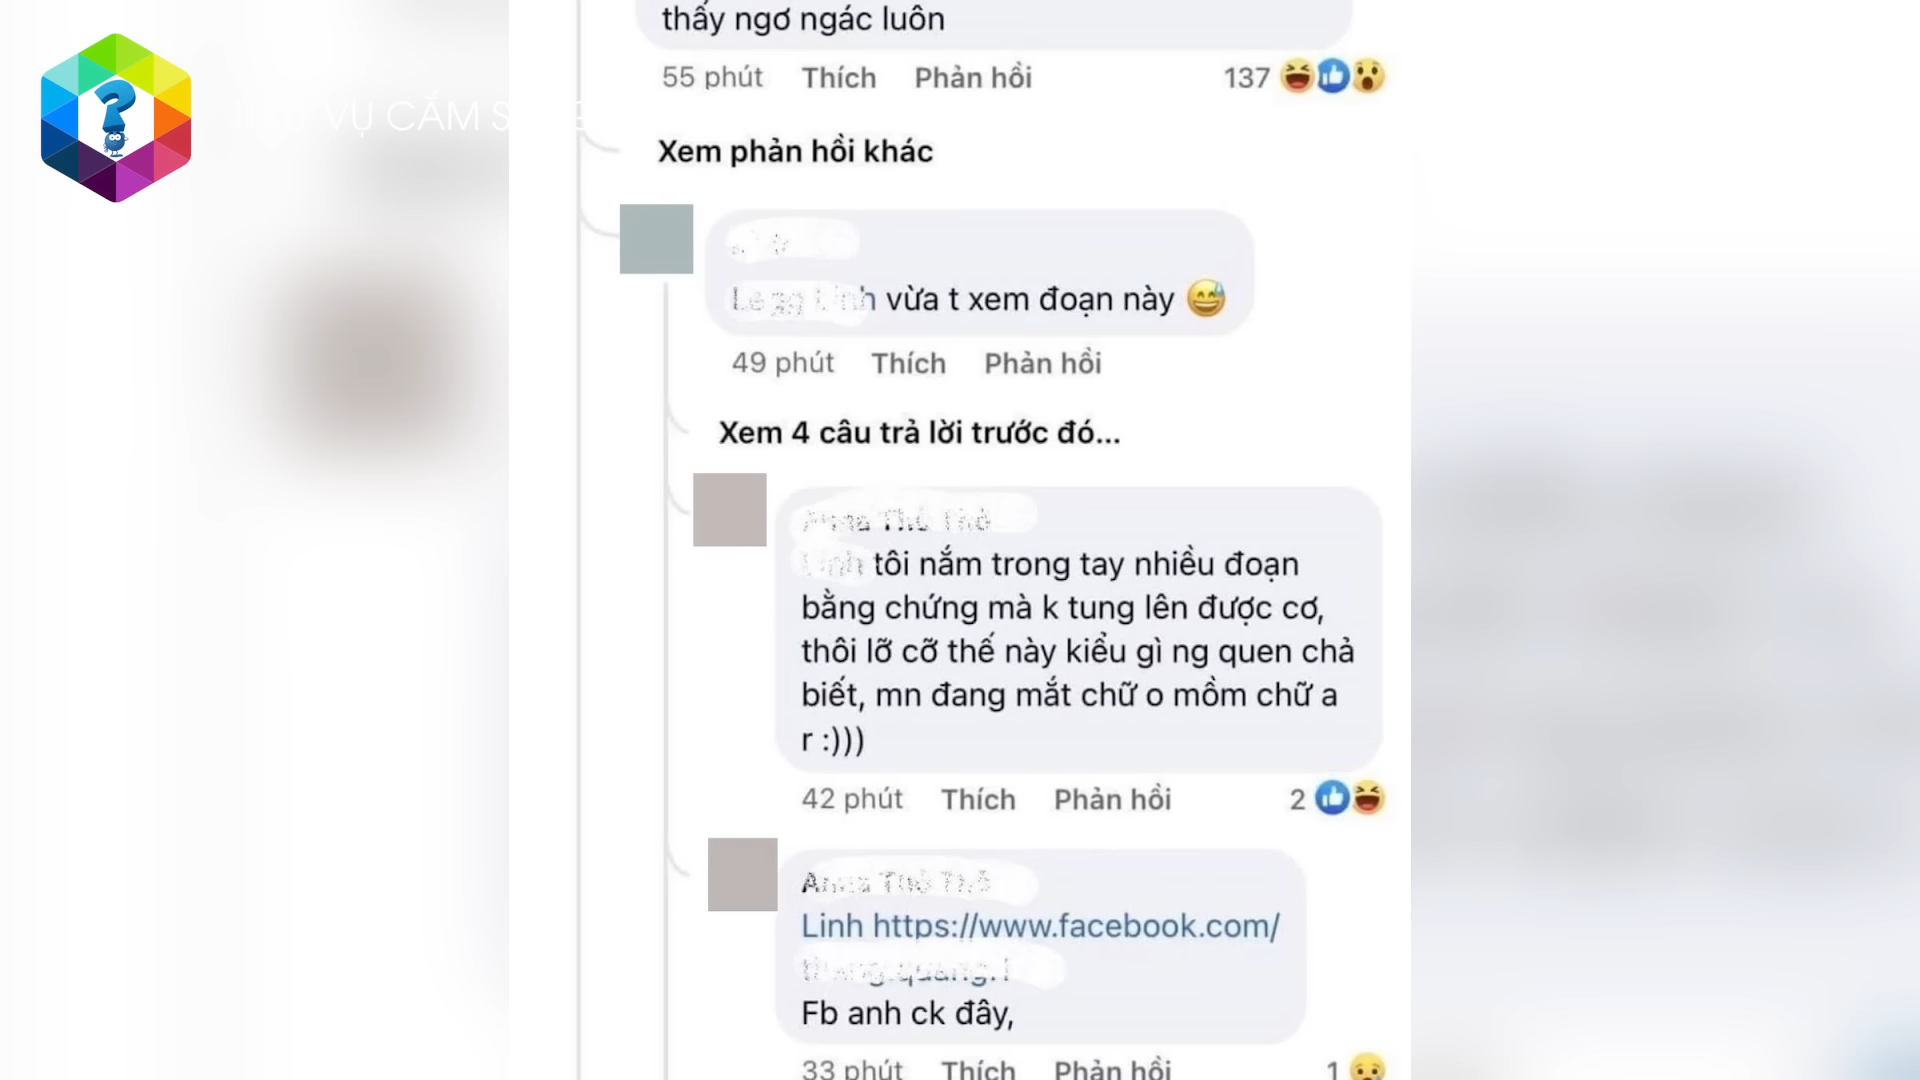 thấy ngơ ngác luôn
55 phút Thích Phản hồi 137
VỤ CẮM
Xem phản hồi khác
vừa t xem đoạn này
49 phút Thích Phản hồi
Xem 4 câu trả lời trước đó...
tôi nắm trong tay nhiều đoạn
bằng chứng mà k tung lên được cơ,
thôi lỡ cỡ thế này kiểu gì ng quen chả
biết, mn đang mắt chữ o mồm chữ a
r :)))
42 phút Thích Phản hồi 2
Linh https://www.facebook.com/
Fb anh ck đây,
33 phút Thích Phản hồi 1